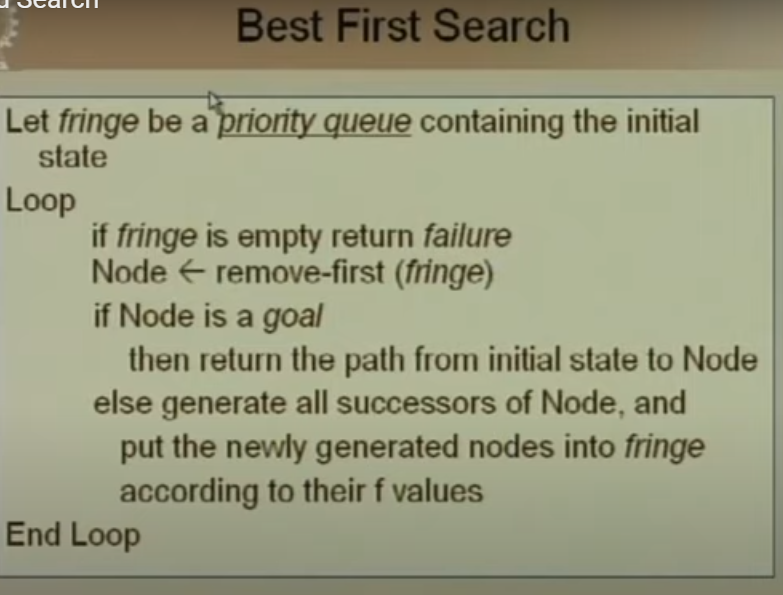 Search
Best First Search
Let fringe be a priority queue containing the initial
state
Loop
if fringe is empty return failure
Node ← remove-first (fringe)
if Node is a goal
then return the path from initial state to Node
else generate all successors of Node, and
put the newly generated nodes into fringe
according to their f values
End Loop